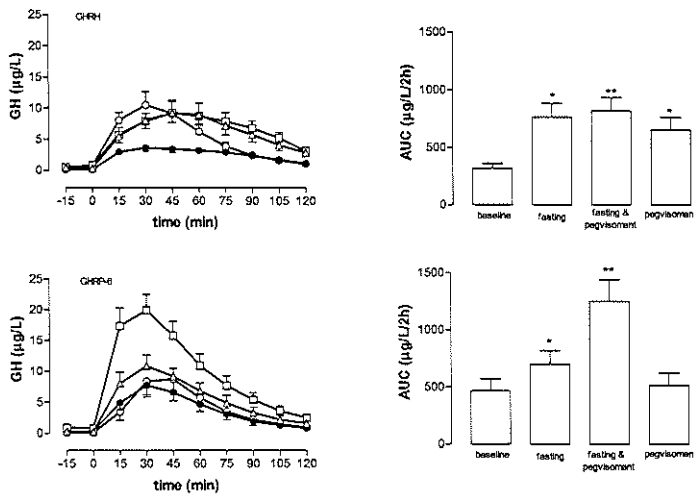 GHRH
25
20
15
10
5
0
GH (µg/L)
-15 0 15 30 45 60 75 90 105 120
time (min)
1500
1000
500
0
AUC (µg/L/2h)
* ** *
baseline fasting fasting & pegvisomant pegvisoman
GHRP-6
25
20
15
10
5
0
GH (µg/L)
-15 0 15 30 45 60 75 90 105 120
time (min)
1500
1000
500
0
AUC (µg/L/2h)
* **
baseline fasting fasting & pegvisomant pegvisoman